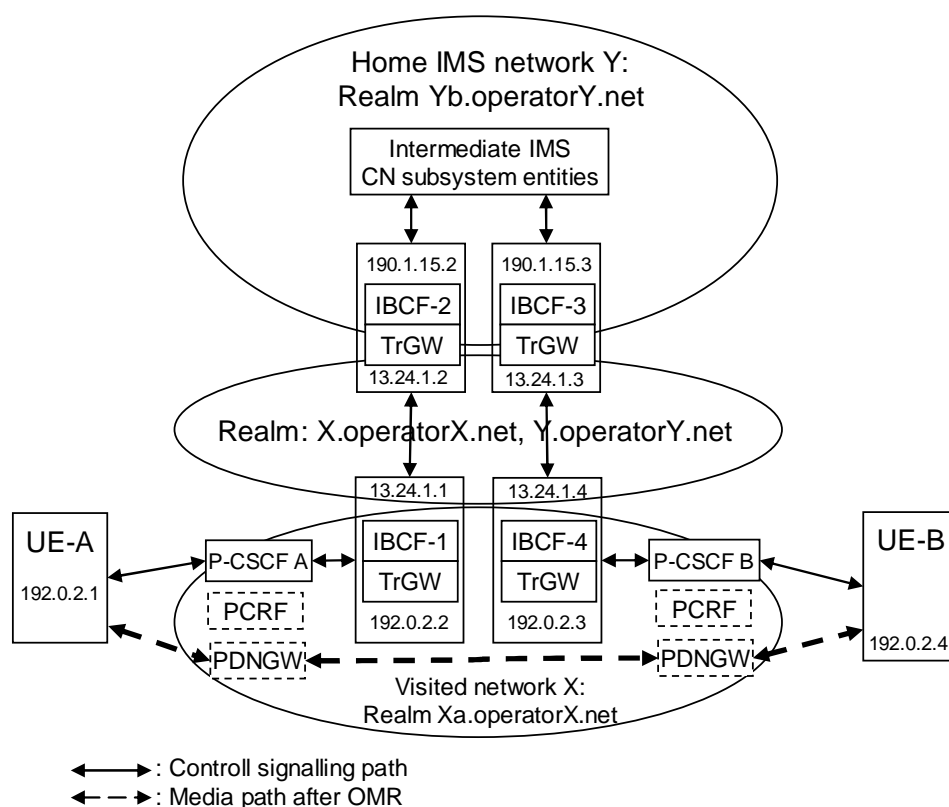 Home IMS network Y:
Realm Yb.operatorY.net
Intermediate IMS
CN subsystem entities
190.1.15.2
190.1.15.3
IBCF-2
IBCF-3
TrGW
TrGW
13.24.1.2
13.24.1.3
Realm: X.operatorX.net, Y.operatorY.net
13.24.1.1
13.24.1.4
UE-A
192.0.2.1
P-CSCF A
IBCF-1
IBCF-4
P-CSCF B
UE-B
TrGW
TrGW
PCRF
PCRF
192.0.2.2
192.0.2.3
192.0.2.4
PDNGW
PDNGW
Visited network X:
Realm Xa.operatorX.net
: Controll signalling path
: Media path after OMR